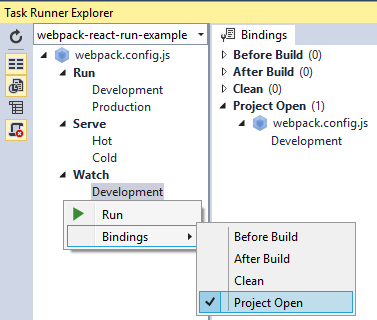 Task Runner Explorer
webpack-react-run-example
webpack.config.js
Run
Development
Production
Serve
Hot
Cold
Watch
Development
Run
Bindings
Before Build
After Build
Clean
Project Open
Bindings
Before Build (0)
After Build (0)
Clean (0)
Project Open (1)
webpack.config.js
Development